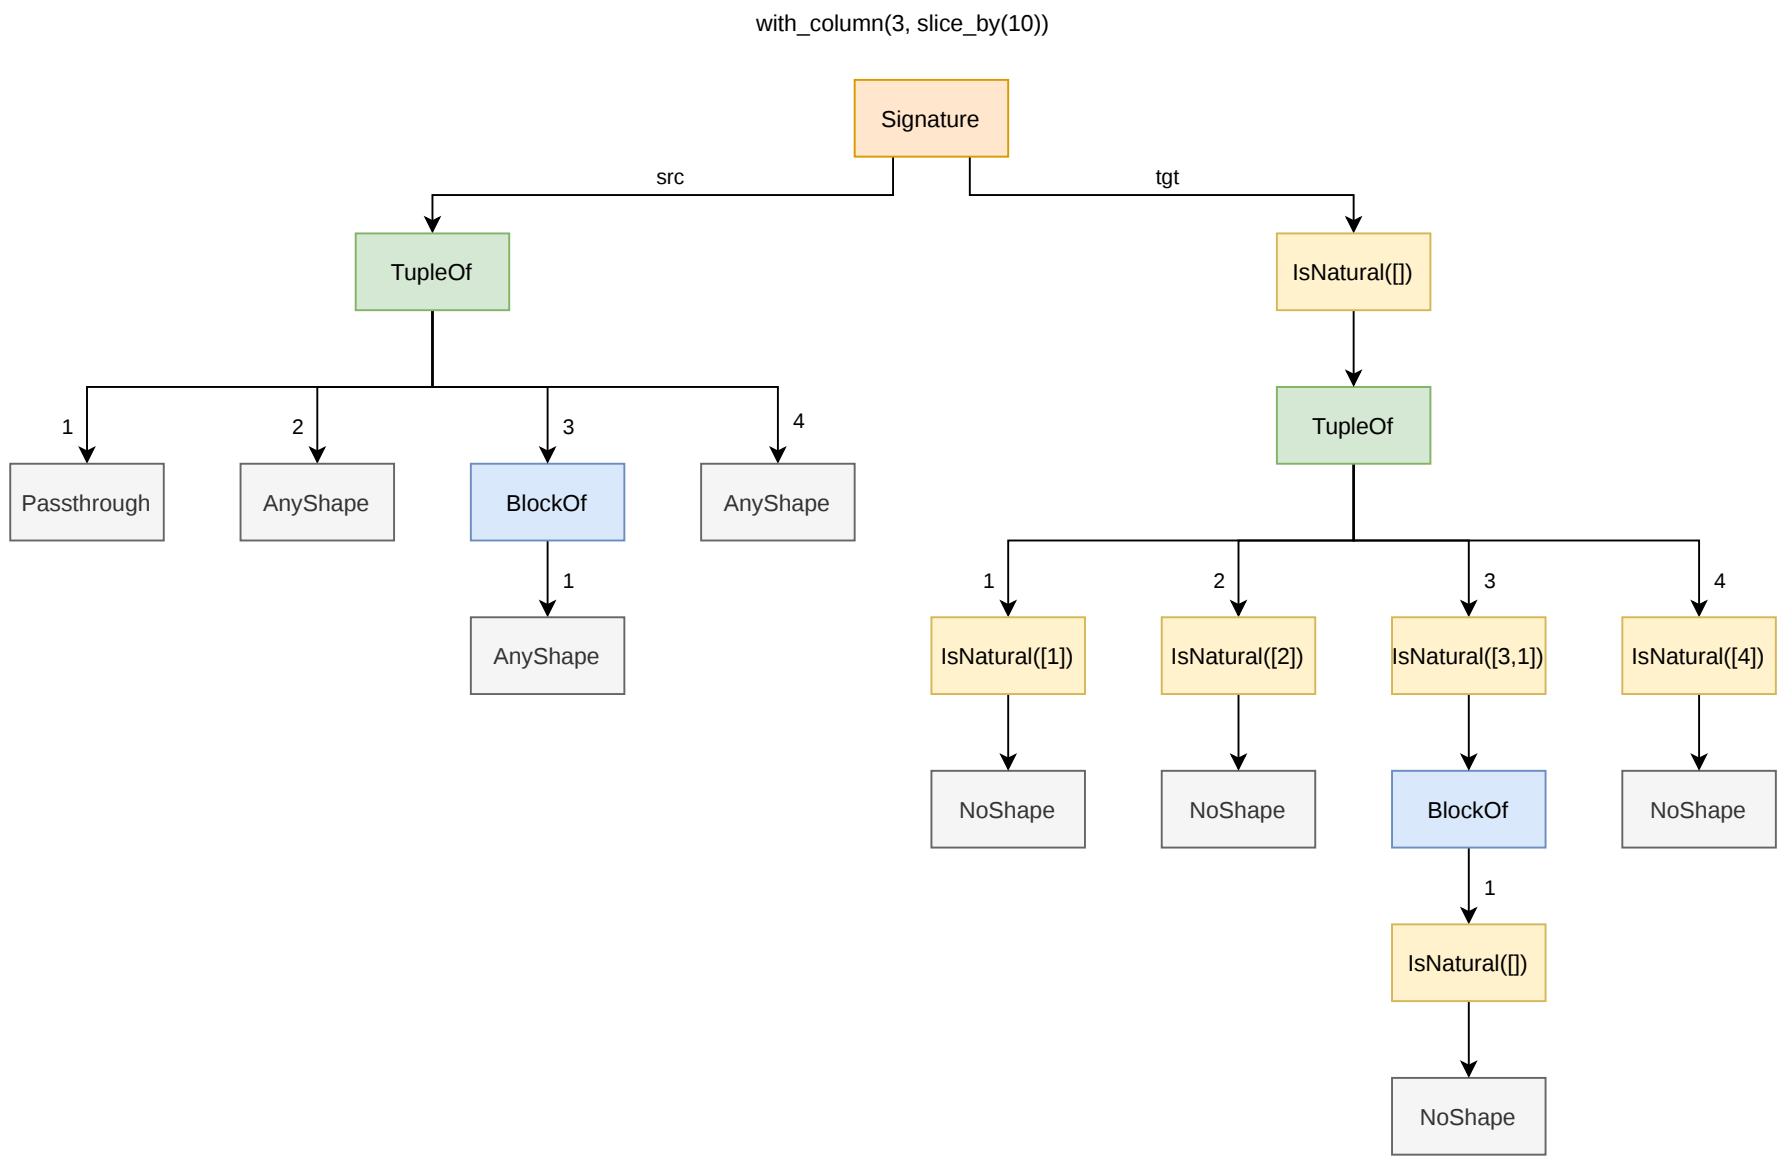 with_column(3, slice_by(10))
Signature
src
tgt
TupleOf
IsNatural([])
1
2
3
4
TupleOf
Passthrough
AnyShape
BlockOf
AnyShape
1
1
2
3
4
AnyShape
IsNatural([1])
IsNatural([2])
IsNatural([3,1])
IsNatural([4])
NoShape
NoShape
BlockOf
NoShape
1
IsNatural([])
NoShape